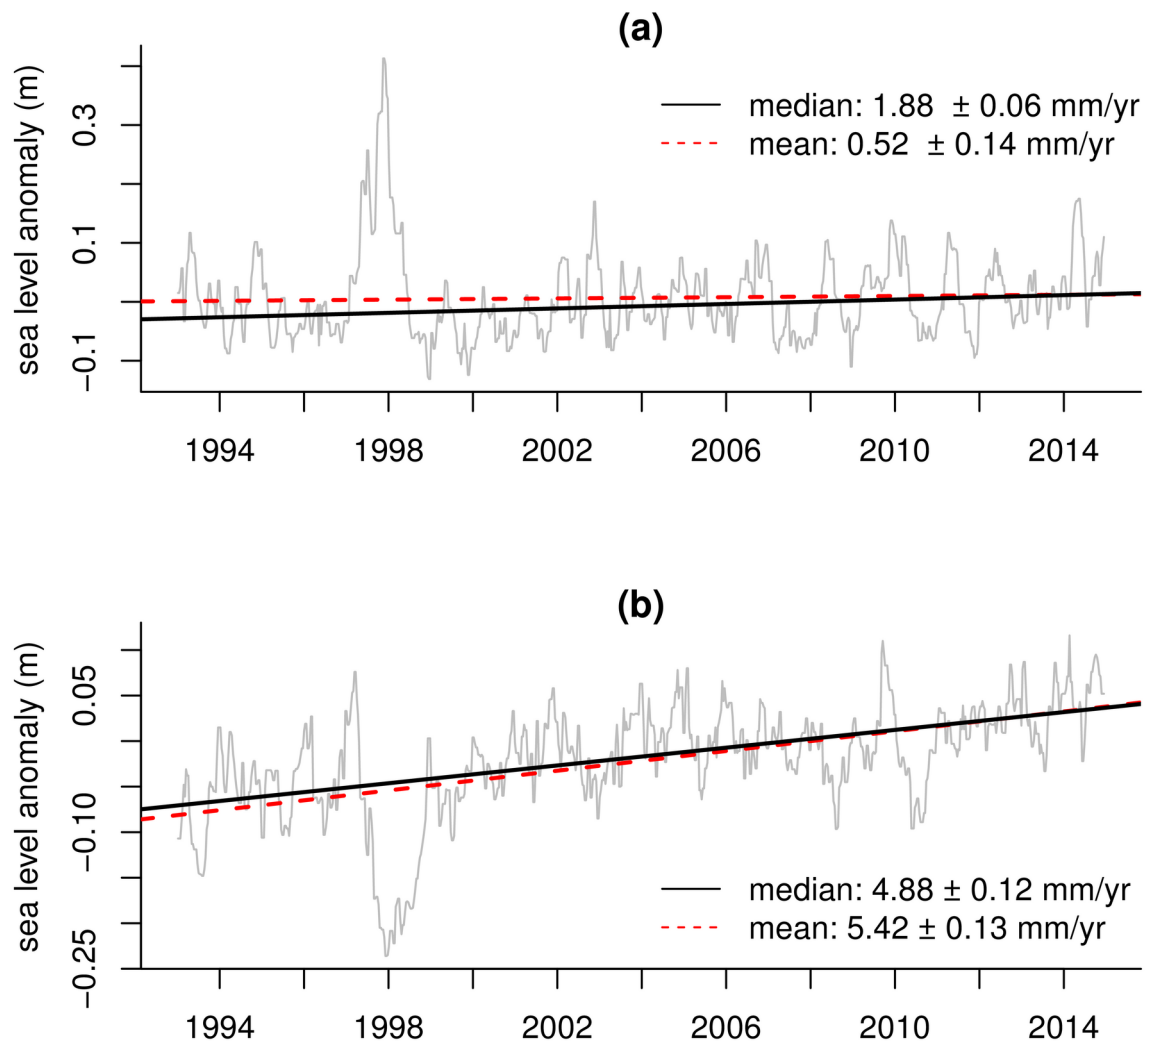 (a)
sea level anomaly (m)
0.3
0.1
−0.1
median: 1.88 ± 0.06 mm/yr
mean: 0.52 ± 0.14 mm/yr
1994 1998 2002 2006 2010 2014
(b)
sea level anomaly (m)
0.05
−0.10
−0.25
median: 4.88 ± 0.12 mm/yr
mean: 5.42 ± 0.13 mm/yr
1994 1998 2002 2006 2010 2014